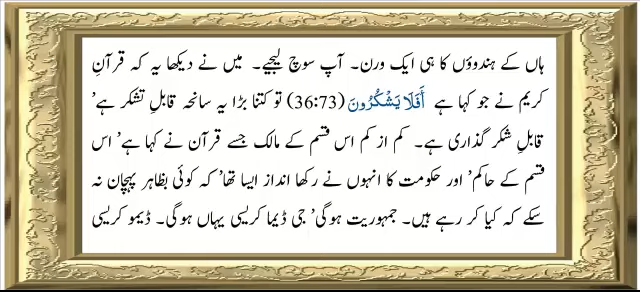 ہاں کے ہندوؤں کا ہی ایک ورن۔ آپ سوچ لیجیے۔ میں نے دیکھا یہ کہ قرآنِ
کریم نے جو کہا ہے أَفَلَا يَشْكُرُونَ (36:73) تو کتنا بڑا یہ سانحہ قابلِ تشکر ہے’
قابلِ شکر گذاری ہے۔ کم از کم اس قسم کے مالک جسے قرآن نے کہا ہے’ اس
قسم کے حاکم’ اور حکومت کا انہوں نے رکھا انداز ایسا تھا’ کہ کوئی بظاہر پہچان نہ
سکے کہ کیا کر رہے ہیں۔ جمہوریت ہوگی’ جی ڈیما کریسی یہاں ہوگی۔ ڈیمو کریسی